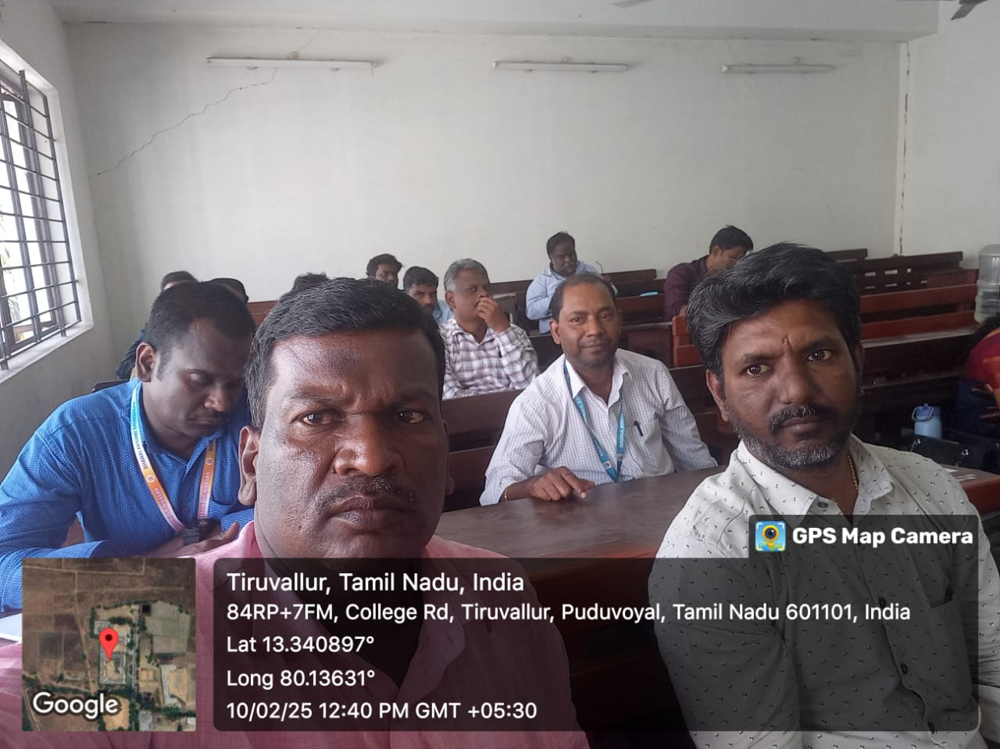 GPS Map Camera
Tiruvallur, Tamil Nadu, India
84RP+7FM, College Rd, Tiruvallur, Puduvoyal, Tamil Nadu 601101, India
Lat 13.340897°
Long 80.13631°
10/02/25 12:40 PM GMT +05:30
Google